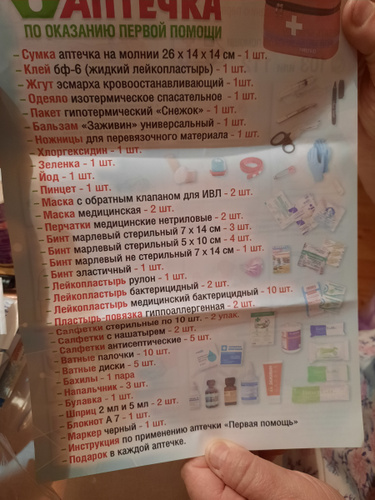 АПТЕЧКА
ПО ОКАЗАНИЮ ПЕРВОЙ ПОМОЩИ
– Сумка аптечка на молнии 26 х 14 х 14 см - 1 шт.
– Клей бф-6 (жидкий лейкопластырь) - 1 шт.
– Жгут эсмарха кровоостанавливающий - 1шт.
– Одеяло изотермическое спасательное - 1 шт.
– Пакет гипотермический «Снежок» - 1 шт.
– Бальзам «Заживин» универсальный - 1 шт.
– Ножницы для перевязочного материала - 1 шт.
– Хлоргексидин - 1 шт.
– Зеленка - 1 шт.
– Йод - 1 шт.
– Пинцет - 1 шт.
– Маска с обратным клапаном для ИВЛ - 2 шт.
– Маска медицинская - 2 шт.
– Перчатки медицинские нетриловые - 2 шт.
– Бинт марлевый стерильный 7 х 14 см - 3 шт.
– Бинт марлевый стерильный 5 х 10 см - 4 шт.
– Бинт марлевый не стерильный 7 х 14 см - 1 шт.
– Бинт эластичный - 1 шт.
– Лейкопластырь рулон - 1 шт.
– Лейкопластырь бактерицидный - 2 шт.
– Лейкопластырь медицинский бактерицидный - 10 шт.
– Пластырь-повязка гиппоаллергенная - 2 шт.
– Салфетки стерильные по 10 шт. - 2 упак.
– Салфетки с нашатырем - 2 шт.
– Салфетки антисептические - 5 шт.
– Ватные палочки - 10 шт.
– Ватные диски - 5 шт.
– Бахилы - 1 пара
– Напальчник - 3 шт.
– Булавка - 1 шт.
– Шприц 2 мл и 5 мл - 2 шт.
– Блокнот А 7 - 1 шт.
– Маркер черный - 1 шт.
– Инструкция по применению аптечки «Первая помощь»
– Подарок в каждой аптечке.